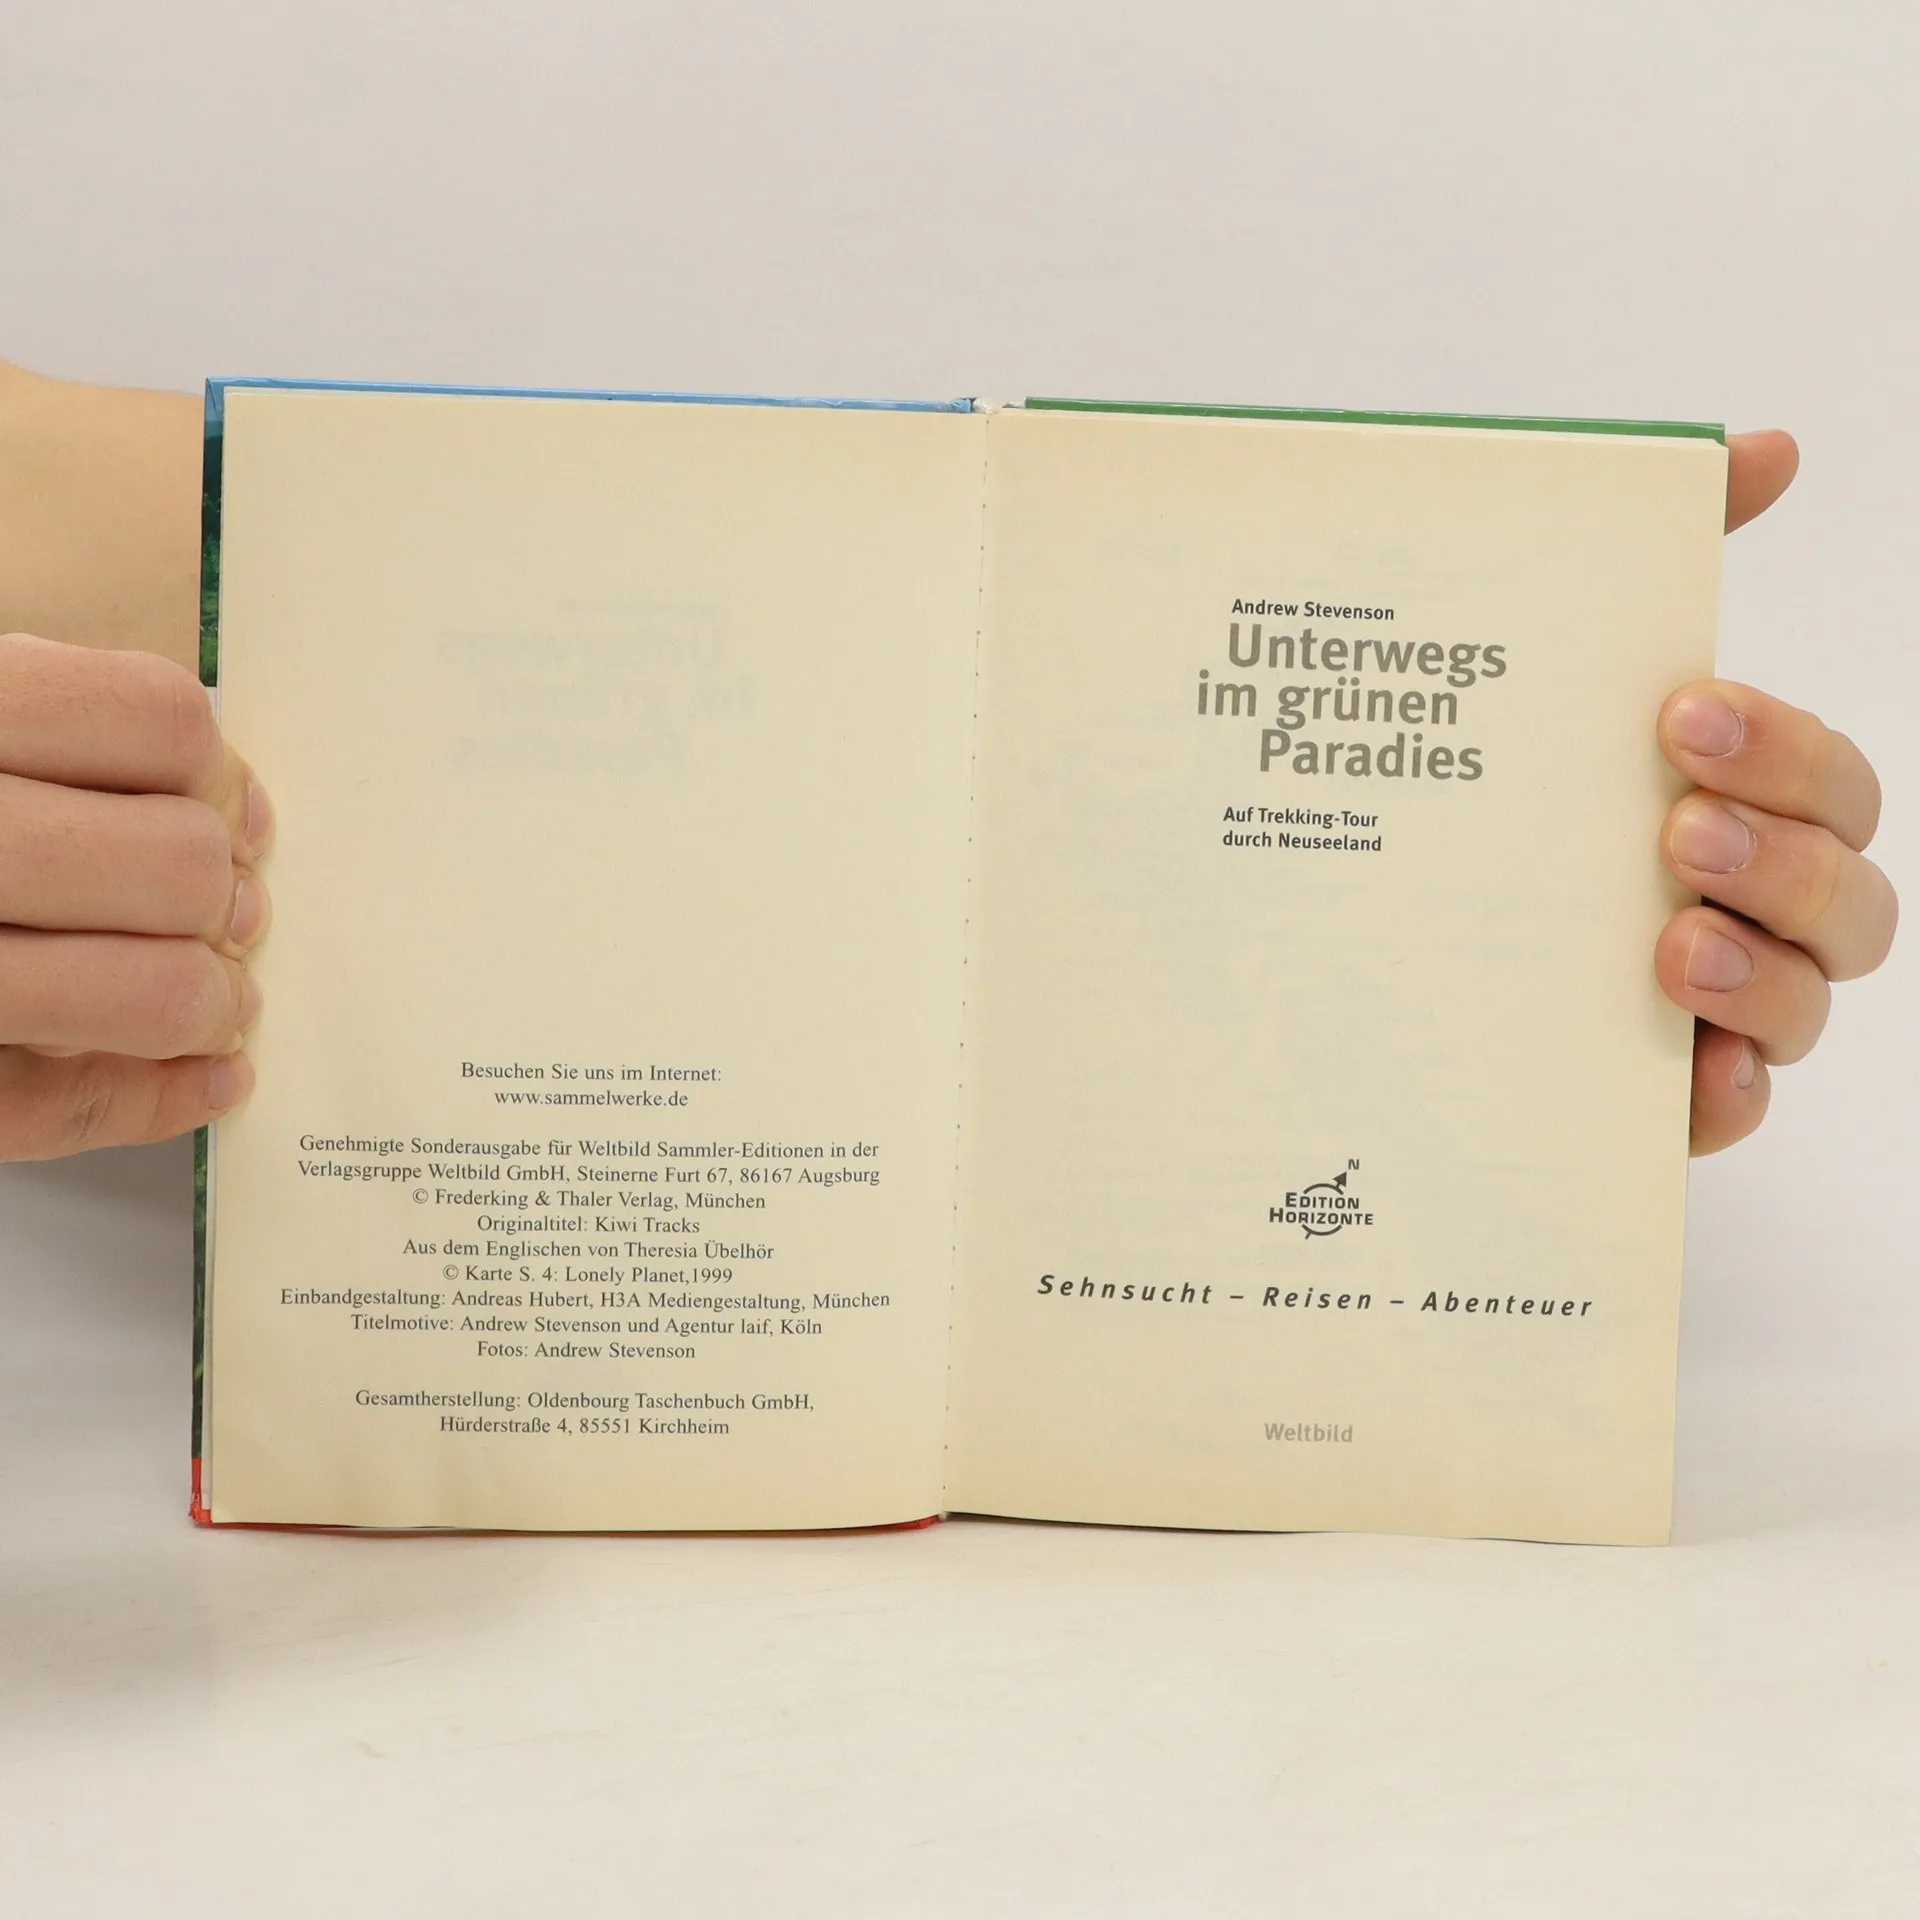 Besuchen Sie uns im Internet:
www.sammelwerke.de
Genehmigte Sonderausgabe für Weltbild Sammler-Editionen in der
Verlagsgruppe Weltbild GmbH, Steinerne Furt 67, 86167 Augsburg
© Frederking & Thaler Verlag, München
Originaltitel: Kiwi Tracks
Aus dem Englischen von Theresia Übelhör
© Karte S. 4: Lonely Planet,1999
Einbandgestaltung: Andreas Hubert, H3A Mediengestaltung, München
Titelmotive: Andrew Stevenson und Agentur laif, Köln
Fotos: Andrew Stevenson
Gesamtherstellung: Oldenbourg Taschenbuch GmbH,
Hürderstraße 4, 85551 Kirchheim
Andrew Stevenson
Unterwegs
im grünen
Paradies
Auf Trekking-Tour
durch Neuseeland
N
EDITION
HORIZONTE
Sehnsucht – Reisen – Abenteuer
Weltbild